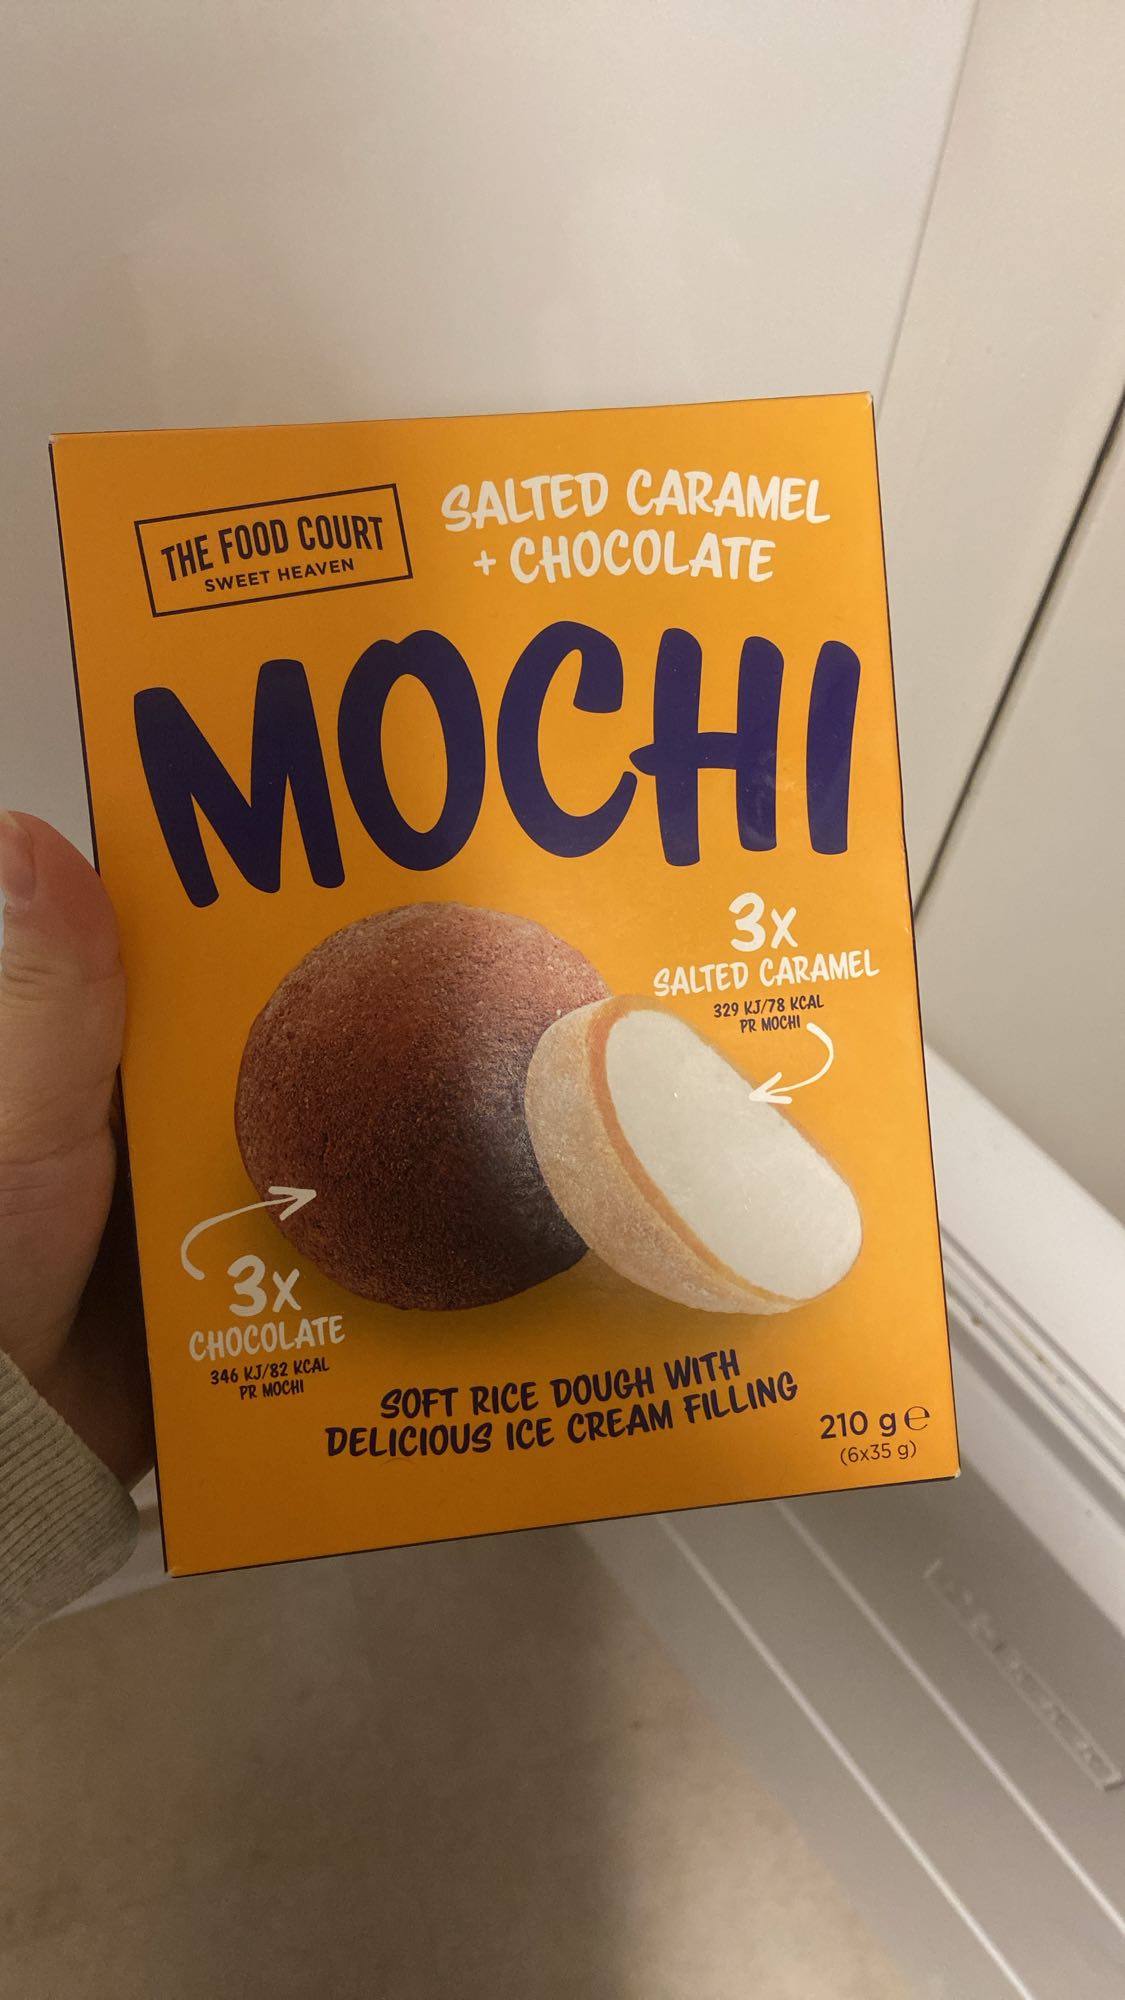 THE FOOD COURT
SWEET HEAVEN
SALTED CARAMEL
+ CHOCOLATE
MOCHI
3X
SALTED CARAMEL
329 KJ/78 KCAL
PR MOCHI
3X
CHOCOLATE
346 KJ/82 KCAL
PR MOCHI
SOFT RICE DOUGH WITH
DELICIOUS ICE CREAM FILLING
210 g ℮
(6x35 g)